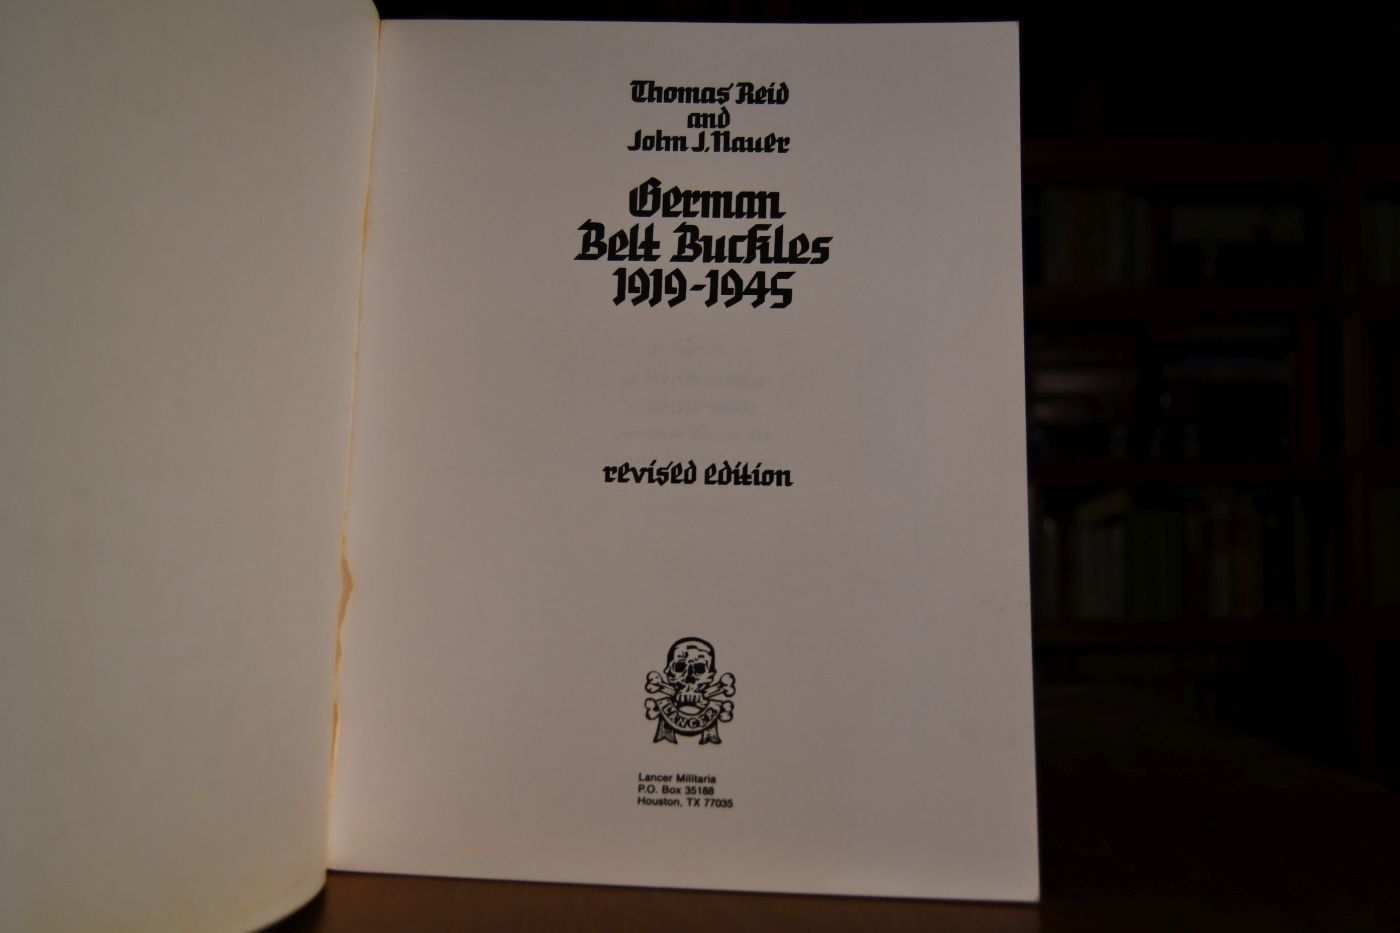 Thomas Reid
and
John J. Nauer
German
Belt Buckles
1919-1945
revised edition
LANCER
Lancer Militaria
P.O. Box 35188
Houston, TX 77035